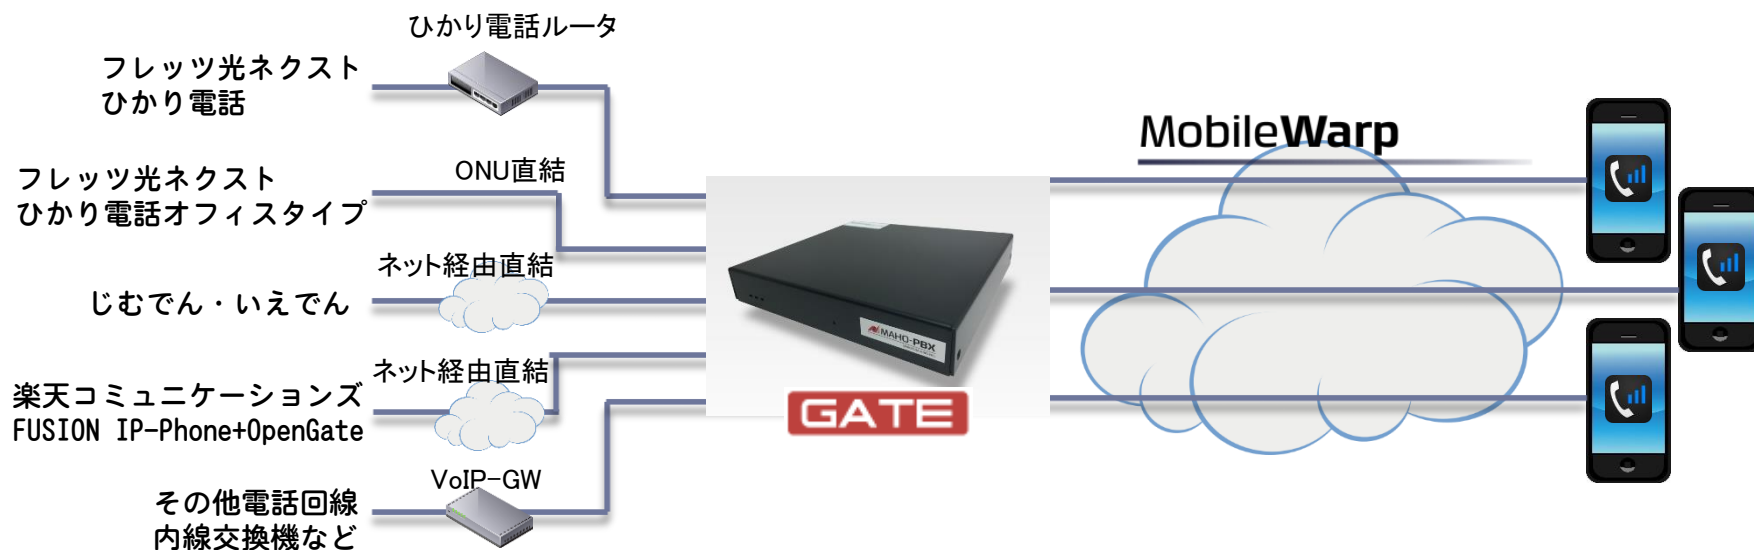 ひかり電話ルータ
フレッツ光ネクスト
ひかり電話
ONU直結
フレッツ光ネクスト
ひかり電話オフィスタイプ
ネット経由直結
じむでん・いえでん
ネット経由直結
楽天コミュニケーションズ
FUSION IP-Phone+OpenGate
VoIP-GW
その他電話回線
内線交換機など
MAHO-PBX
GATE
MobileWarp